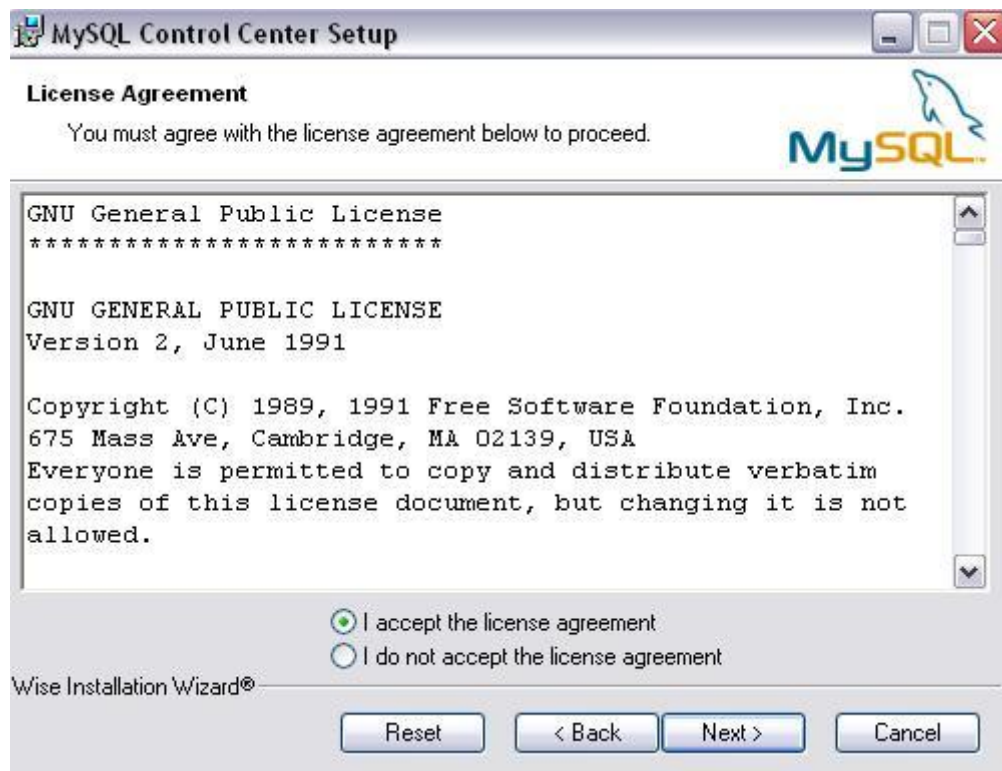 MySQL Control Center Setup
License Agreement
You must agree with the license agreement below to proceed.
MySQL™
GNU General Public License
**************************
GNU GENERAL PUBLIC LICENSE
Version 2, June 1991
Copyright (C) 1989, 1991 Free Software Foundation, Inc.
675 Mass Ave, Cambridge, MA 02139, USA
Everyone is permitted to copy and distribute verbatim
copies of this license document, but changing it is not
allowed.
I accept the license agreement
I do not accept the license agreement
Wise Installation Wizard®
Reset
< Back
Next >
Cancel